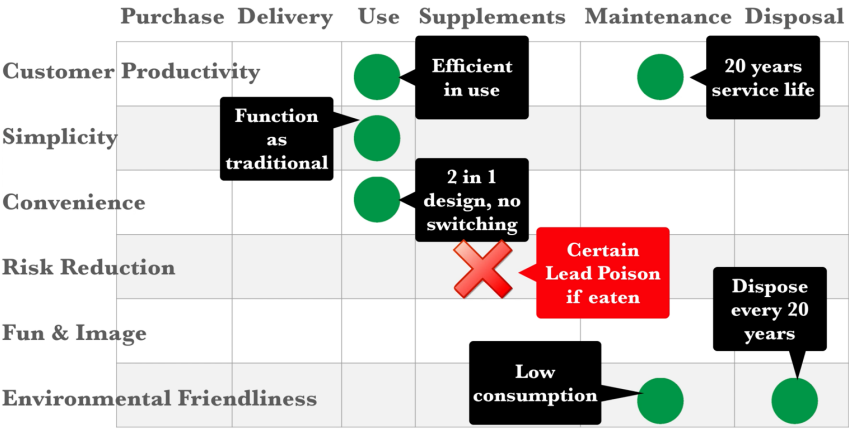 Purchase Delivery Use Supplements Maintenance Disposal
Customer Productivity
Efficient
in use
20 years
service life
Simplicity
Function
as
traditional
Convenience
2 in 1
design, no
switching
Risk Reduction
Certain
Lead Poison
if eaten
Fun & Image
Dispose
every 20
years
Environmental Friendliness
Low
consumption